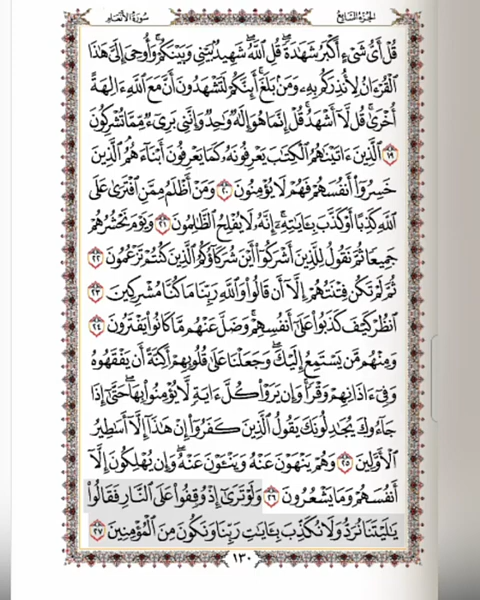 الجزء السابع سورة الأنعام
قُلْ أَىُّ شَىْءٍ أَكْبَرُ شَهَٰدَةً ۖ قُلِ ٱللَّهُ ۖ شَهِيدٌۢ بَيْنِى وَبَيْنَكُمْ ۚ وَأُوحِىَ إِلَىَّ هَٰذَا
ٱلْقُرْءَانُ لِأُنذِرَكُم بِهِۦ وَمَنۢ بَلَغَ ۚ أَئِنَّكُمْ لَتَشْهَدُونَ أَنَّ مَعَ ٱللَّهِ ءَالِهَةً
أُخْرَىٰ ۚ قُل لَّآ أَشْهَدُ ۚ قُلْ إِنَّمَا هُوَ إِلَٰهٌ وَٰحِدٌ وَإِنَّنِى بَرِىٓءٌ مِّمَّا تُشْرِكُونَ
١٩ ٱلَّذِينَ ءَاتَيْنَٰهُمُ ٱلْكِتَٰبَ يَعْرِفُونَهُۥ كَمَا يَعْرِفُونَ أَبْنَآءَهُمُ ۘ ٱلَّذِينَ
خَسِرُوٓا۟ أَنفُسَهُمْ فَهُمْ لَا يُؤْمِنُونَ ٢٠ وَمَنْ أَظْلَمُ مِمَّنِ ٱفْتَرَىٰ عَلَى
ٱللَّهِ كَذِبًا أَوْ كَذَّبَ بِـَٔايَٰتِهِۦٓ ۗ إِنَّهُۥ لَا يُفْلِحُ ٱلظَّٰلِمُونَ ٢١ وَيَوْمَ نَحْشُرُهُمْ
جَمِيعًا ثُمَّ نَقُولُ لِلَّذِينَ أَشْرَكُوٓا۟ أَيْنَ شُرَكَآؤُكُمُ ٱلَّذِينَ كُنتُمْ تَزْعُمُونَ ٢٢
ثُمَّ لَمْ تَكُن فِتْنَتُهُمْ إِلَّآ أَن قَالُوا۟ وَٱللَّهِ رَبِّنَا مَا كُنَّا مُشْرِكِينَ ٢٣
ٱنظُرْ كَيْفَ كَذَبُوا۟ عَلَىٰٓ أَنفُسِهِمْ ۚ وَضَلَّ عَنْهُم مَّا كَانُوا۟ يَفْتَرُونَ ٢٤
وَمِنْهُم مَّن يَسْتَمِعُ إِلَيْكَ ۖ وَجَعَلْنَا عَلَىٰ قُلُوبِهِمْ أَكِنَّةً أَن يَفْقَهُوهُ
وَفِىٓ ءَاذَانِهِمْ وَقْرًا ۚ وَإِن يَرَوْا۟ كُلَّ ءَايَةٍ لَّا يُؤْمِنُوا۟ بِهَا ۚ حَتَّىٰٓ إِذَا
جَآءُوكَ يُجَٰدِلُونَكَ يَقُولُ ٱلَّذِينَ كَفَرُوٓا۟ إِنْ هَٰذَآ إِلَّآ أَسَٰطِيرُ
ٱلْأَوَّلِينَ ٢٥ وَهُمْ يَنْهَوْنَ عَنْهُ وَيَنْـَٔوْنَ عَنْهُ ۖ وَإِن يُهْلِكُونَ إِلَّآ
أَنفُسَهُمْ وَمَا يَشْعُرُونَ ٢٦ وَلَوْ تَرَىٰٓ إِذْ وُقِفُوا۟ عَلَى ٱلنَّارِ فَقَالُوا۟
يَٰلَيْتَنَا نُرَدُّ وَلَا نُكَذِّبَ بِـَٔايَٰتِ رَبِّنَا وَنَكُونَ مِنَ ٱلْمُؤْمِنِينَ ٢٧
١٣٠